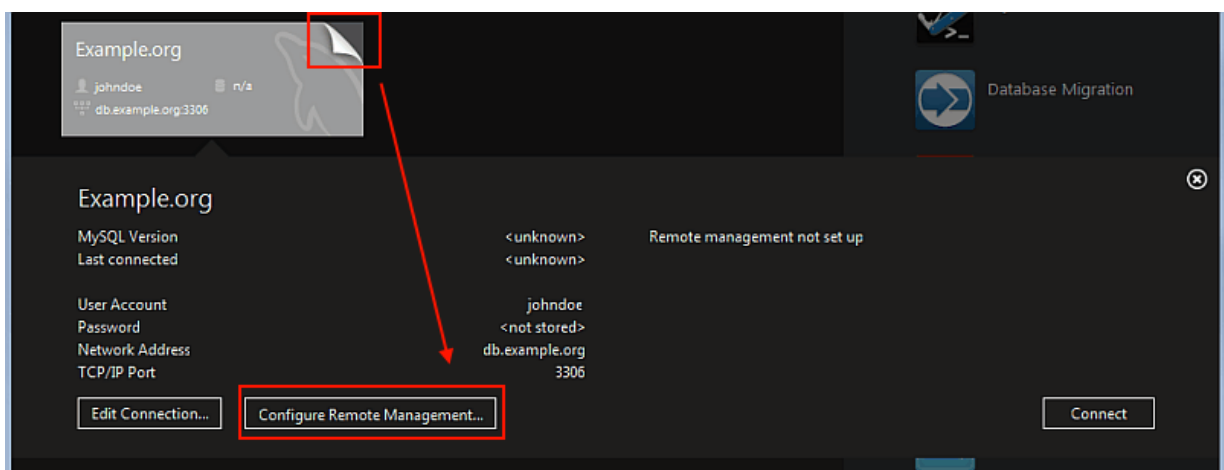 Example.org
johndoe n/a
db.example.org:3306
>_
Database Migration
Example.org
MySQL Version <unknown> Remote management not set up
Last connected <unknown>
User Account johndoe
Password <not stored>
Network Address db.example.org
TCP/IP Port 3306
Edit Connection... Configure Remote Management... Connect